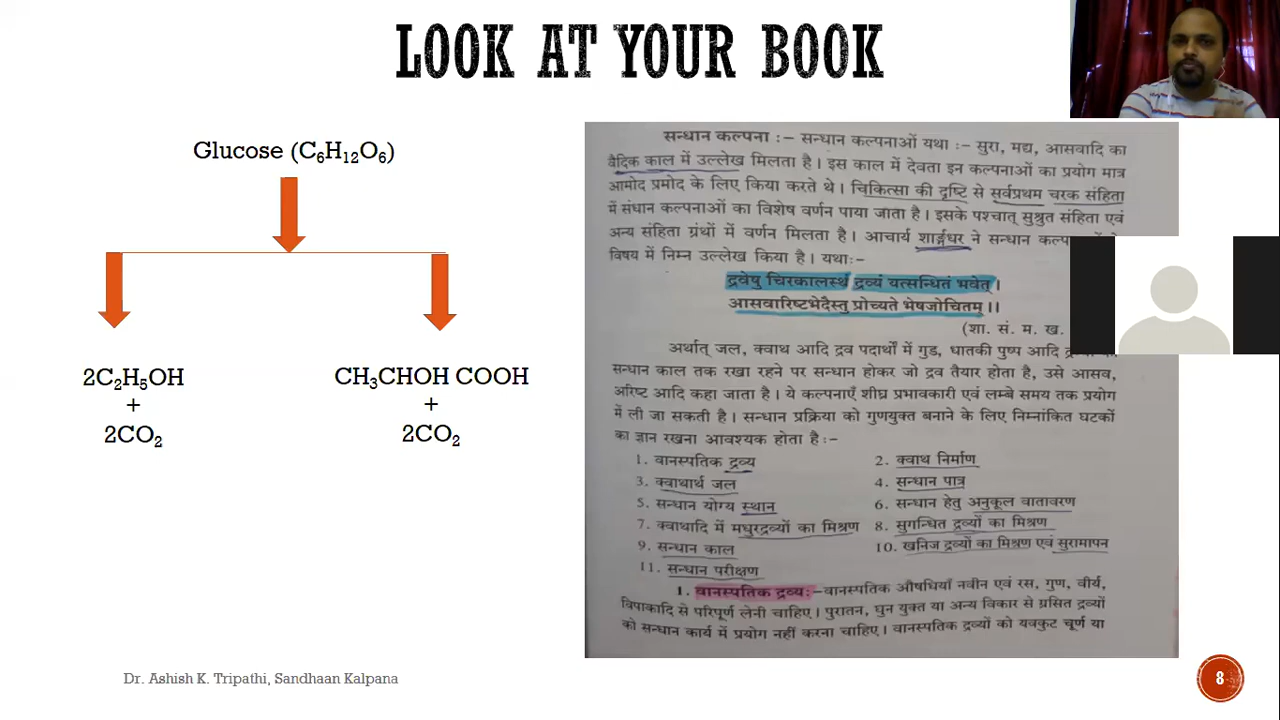 LOOK AT YOUR BOOK
Glucose (C₆H₁₂O₆)
2C₂H₅OH
+
2CO₂
CH₃CHOH COOH
+
2CO₂
सन्धान कल्पना :- सन्धान कल्पनाओं यथा :- सुरा, मद्य, आसवादि का
वैदिक काल में उल्लेख मिलता है। इस काल में देवता इन कल्पनाओं का प्रयोग मात्र
आमोद प्रमोद के लिए किया करते थे। चिकित्सा की दृष्टि से सर्वप्रथम चरक संहिता
में संधान कल्पनाओं का विशेष वर्णन पाया जाता है। इसके पश्चात् सुश्रुत संहिता एवं
अन्य संहिता ग्रंथों में वर्णन मिलता है। आचार्य शार्ङ्गधर ने सन्धान
विषय में निम्न उल्लेख किया है। यथा:-
द्रवेषु चिरकालस्थं द्रव्यं यत्सन्धितं भवेत्।
आसवारिष्टभेदैस्तु प्रोच्यते भेषजोचितम्।।
(शा. सं. म. ख.
अर्थात् जल, क्वाथ आदि द्रव पदार्थों में गुड, धातकी पुष्प आदि
सन्धान काल तक रखा रहने पर सन्धान होकर जो द्रव तैयार होता है, उसे आसव,
अरिष्ट आदि कहा जाता है। ये कल्पनाएँ शीघ्र प्रभावकारी एवं लम्बे समय तक प्रयोग
में ली जा सकती है। सन्धान प्रक्रिया को गुणयुक्त बनाने के लिए निम्नांकित घटकों
का ज्ञान रखना आवश्यक होता है:-
1. वानस्पतिक द्रव्य 2. क्वाथ निर्माण
3. क्वाथार्थ जल 4. सन्धान पात्र
5. सन्धान योग्य स्थान 6. सन्धान हेतु अनुकूल वातावरण
7. क्वाथादि में मधुरद्रव्यों का मिश्रण 8. सुगन्धित द्रव्यों का मिश्रण
9. सन्धान काल 10. खनिज द्रव्यों का मिश्रण एवं सुरामापन
11. सन्धान परीक्षण
1. वानस्पतिक द्रव्य:-वानस्पतिक औषधियाँ नवीन एवं रस, गुण, वीर्य,
विपाकादि से परिपूर्ण लेनी चाहिए। पुरातन, घुन युक्त या अन्य विकार से ग्रसित द्रव्यों
को सन्धान कार्य में प्रयोग नहीं करना चाहिए। वानस्पतिक द्रव्यों को यवकुट चूर्ण या
Dr. Ashish K. Tripathi, Sandhaan Kalpana
8